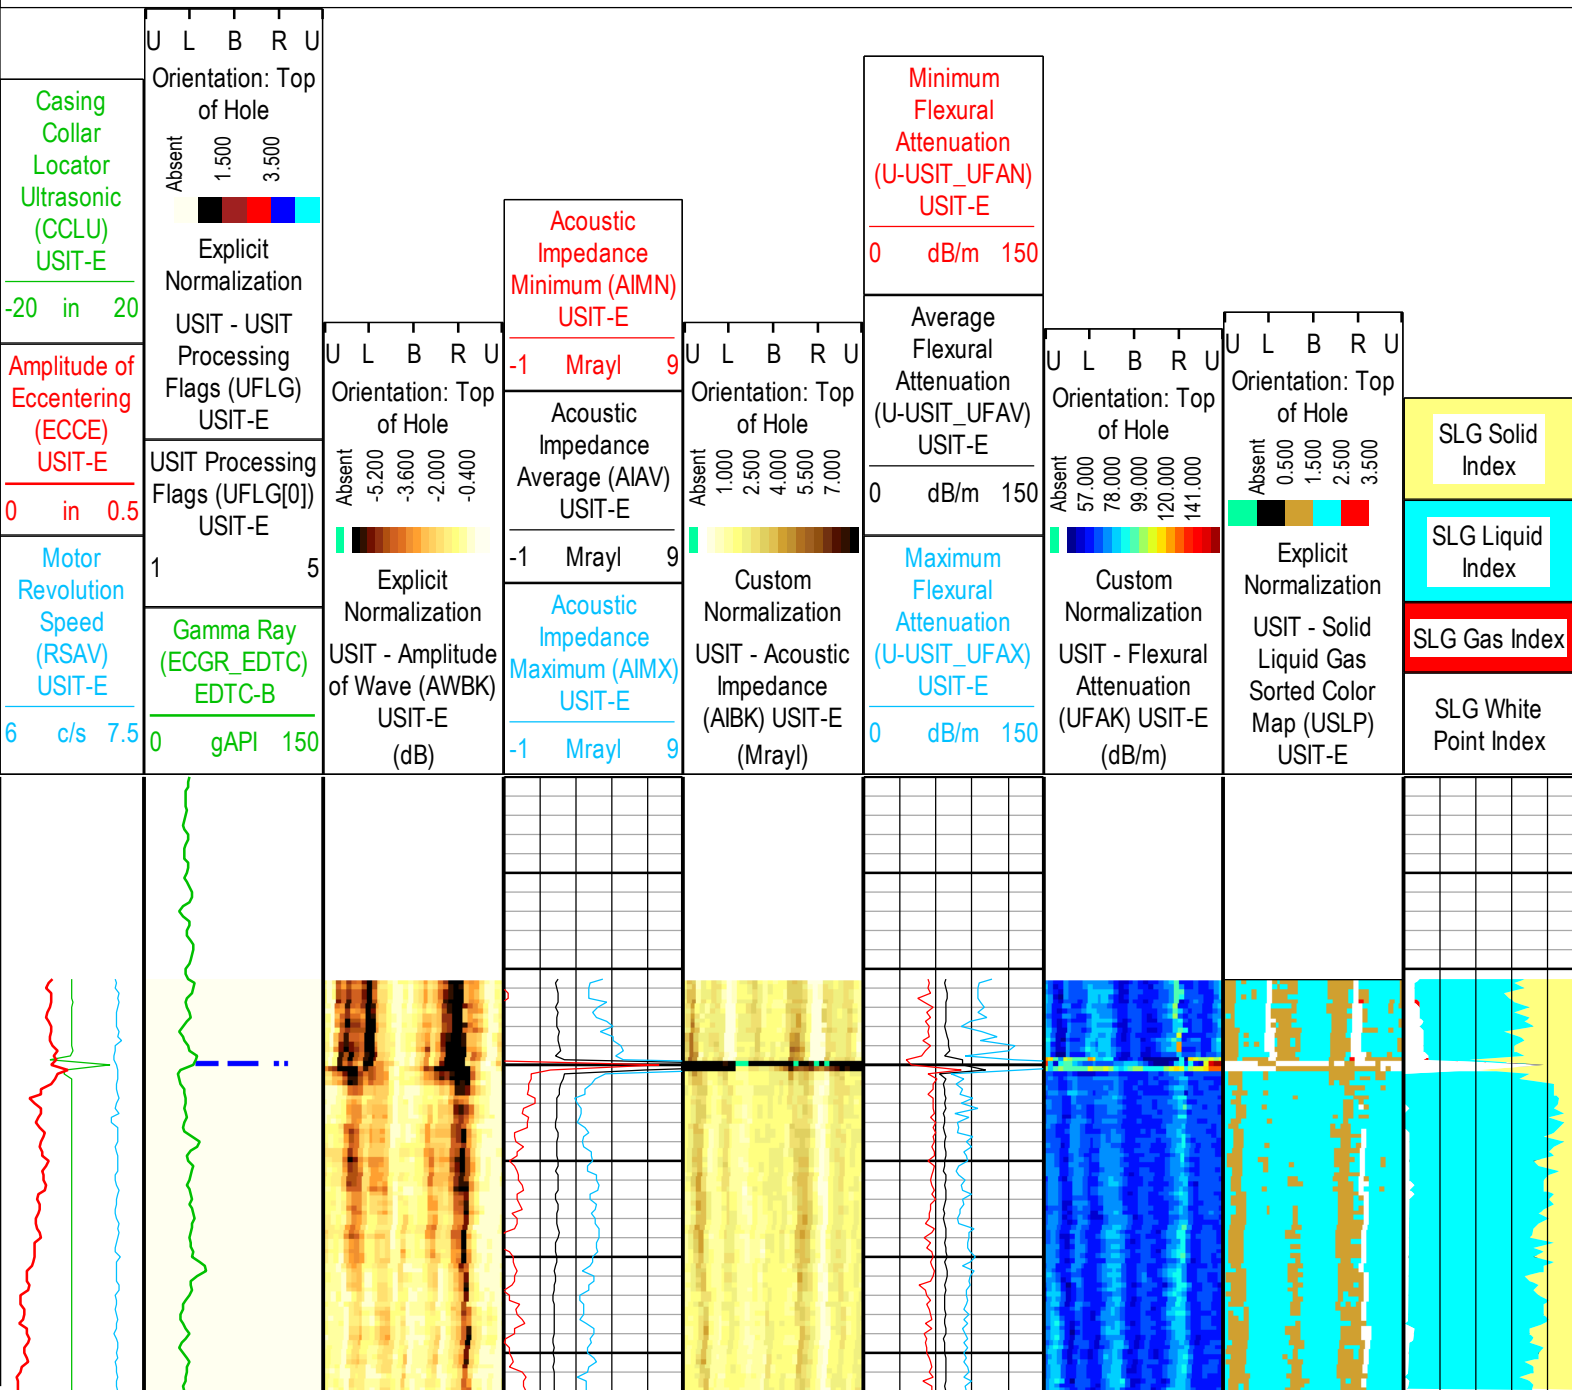 Casing
Collar
Locator
Ultrasonic
(CCLU)
USIT-E
-20 in 20
Amplitude of
Eccentering
(ECCE)
USIT-E
0 in 0.5
Motor
Revolution
Speed
(RSAV)
USIT-E
6 c/s 7.5
U L B R U
Orientation: Top
of Hole
Absent
1.500
3.500
Explicit
Normalization
USIT - USIT
Processing
Flags (UFLG)
USIT-E
USIT Processing
Flags (UFLG[0])
USIT-E
1 5
Gamma Ray
(ECGR_EDTC)
EDTC-B
0 gAPI 150
U L B R U
Orientation: Top
of Hole
Absent
-5.200
-3.600
-2.000
-0.400
Explicit
Normalization
USIT - Amplitude
of Wave (AWBK)
USIT-E
(dB)
Acoustic
Impedance
Minimum (AIMN)
USIT-E
-1 Mrayl 9
Acoustic
Impedance
Average (AIAV)
USIT-E
-1 Mrayl 9
Acoustic
Impedance
Maximum (AIMX)
USIT-E
-1 Mrayl 9
U L B R U
Orientation: Top
of Hole
Absent
1.000
2.500
4.000
5.500
7.000
Custom
Normalization
USIT - Acoustic
Impedance
(AIBK) USIT-E
(Mrayl)
Minimum
Flexural
Attenuation
(U-USIT_UFAN)
USIT-E
0 dB/m 150
Average
Flexural
Attenuation
(U-USIT_UFAV)
USIT-E
0 dB/m 150
Maximum
Flexural
Attenuation
(U-USIT_UFAX)
USIT-E
0 dB/m 150
U L B R U
Orientation: Top
of Hole
Absent
57.000
78.000
99.000
120.000
141.000
Custom
Normalization
USIT - Flexural
Attenuation
(UFAK) USIT-E
(dB/m)
U L B R U
Orientation: Top
of Hole
Absent
0.500
1.500
2.500
3.500
Explicit
Normalization
USIT - Solid
Liquid Gas
Sorted Color
Map (USLP)
USIT-E
SLG Solid
Index
SLG Liquid
Index
SLG Gas Index
SLG White
Point Index